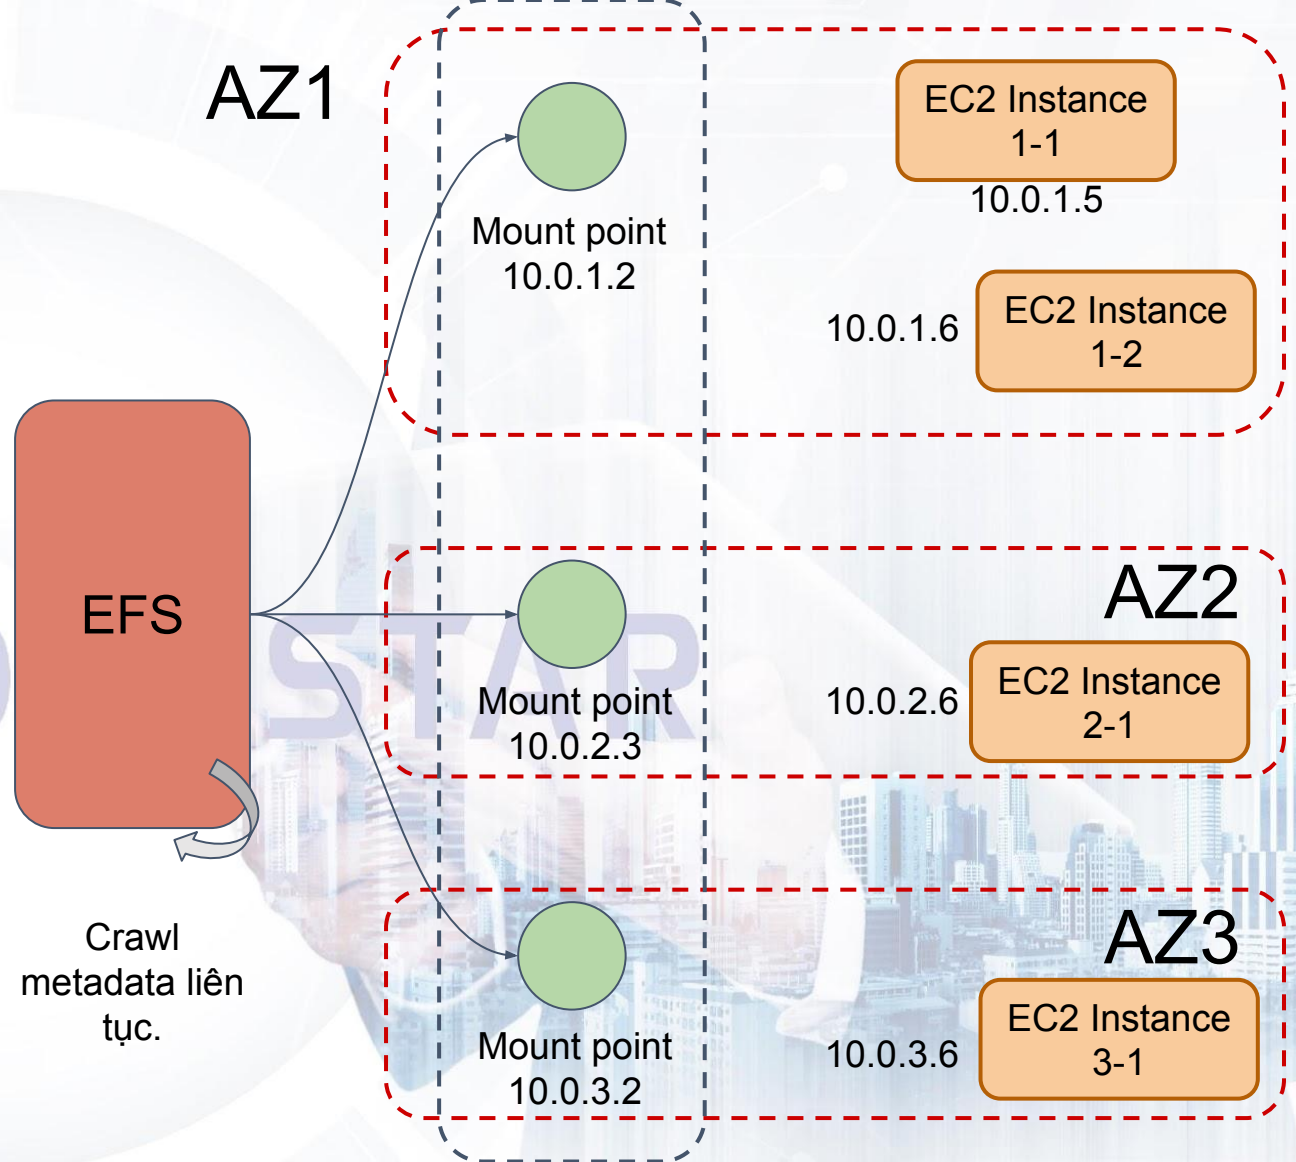 AZ1
EC2 Instance
1-1
10.0.1.5
Mount point
10.0.1.2
10.0.1.6
EC2 Instance
1-2
EFS
AZ2
Mount point
10.0.2.3
10.0.2.6
EC2 Instance
2-1
STAR
Crawl
metadata liên
tục.
AZ3
Mount point
10.0.3.2
10.0.3.6
EC2 Instance
3-1